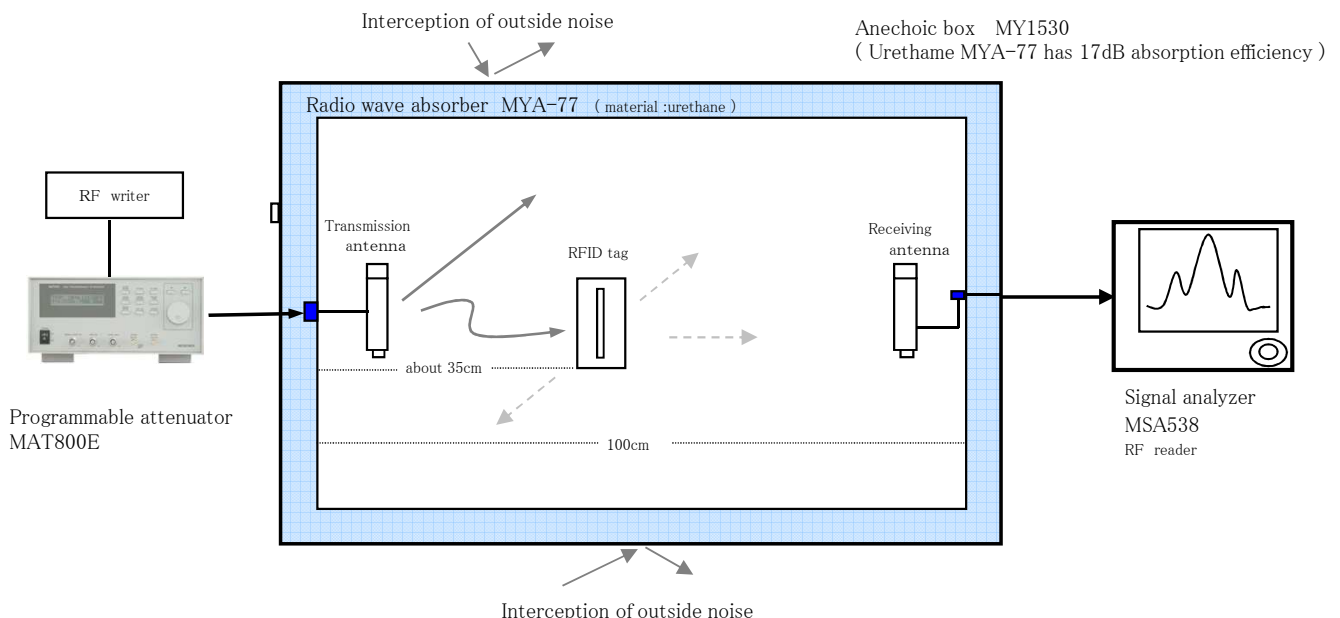 Interception of outside noise
Anechoic box MY1530
( Urethame MYA-77 has 17dB absorption efficiency )
Radio wave absorber MYA-77 ( material :urethane )
RF writer
Transmission
antenna
RFID tag
Receiving
antenna
about 35cm
100cm
Programmable attenuator
MAT800E
Signal analyzer
MSA538
RF reader
Interception of outside noise